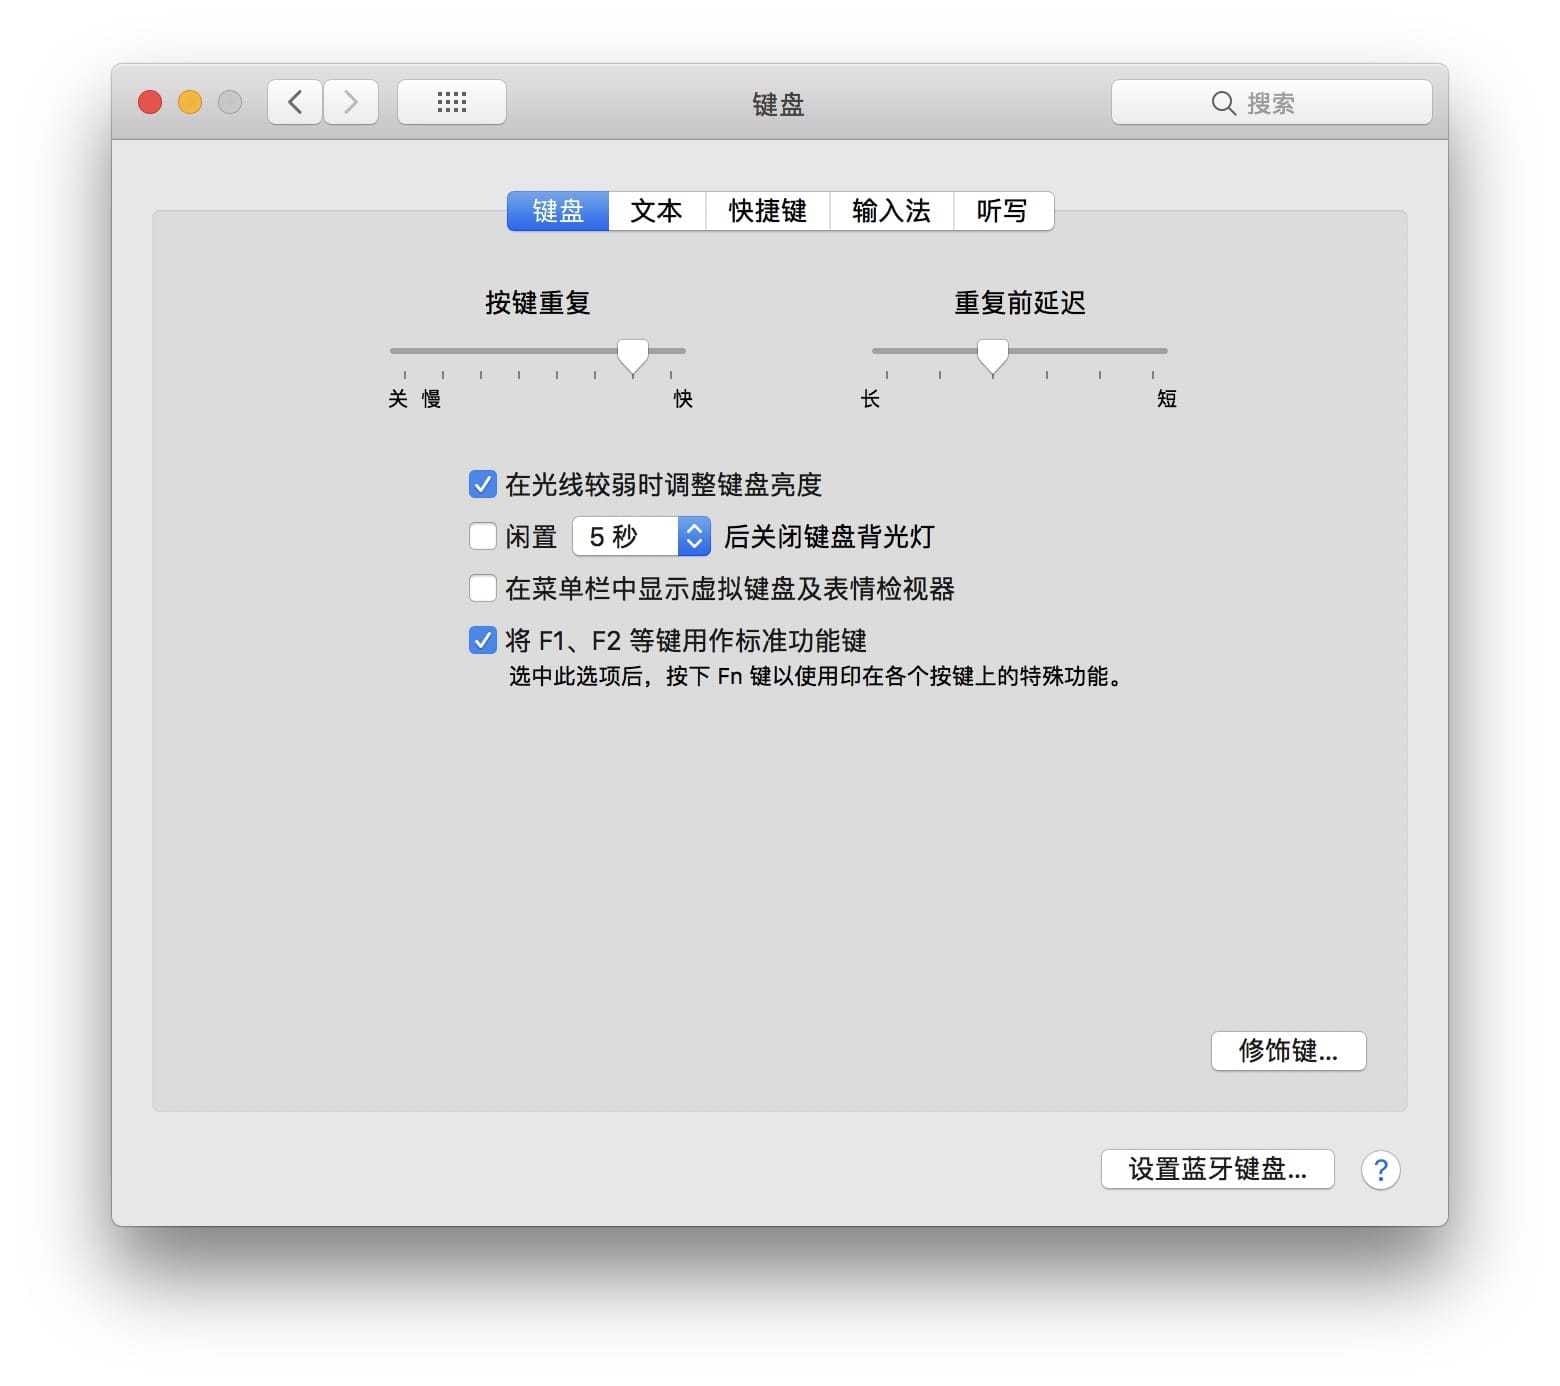 键盘
搜索
键盘 文本 快捷键 输入法 听写
按键重复 重复前延迟
关 慢 快 长 短
在光线较弱时调整键盘亮度
闲置 5 秒 后关闭键盘背光灯
在菜单栏中显示虚拟键盘及表情检视器
将 F1、F2 等键用作标准功能键
选中此选项后，按下 Fn 键以使用印在各个按键上的特殊功能。
修饰键...
设置蓝牙键盘...
?